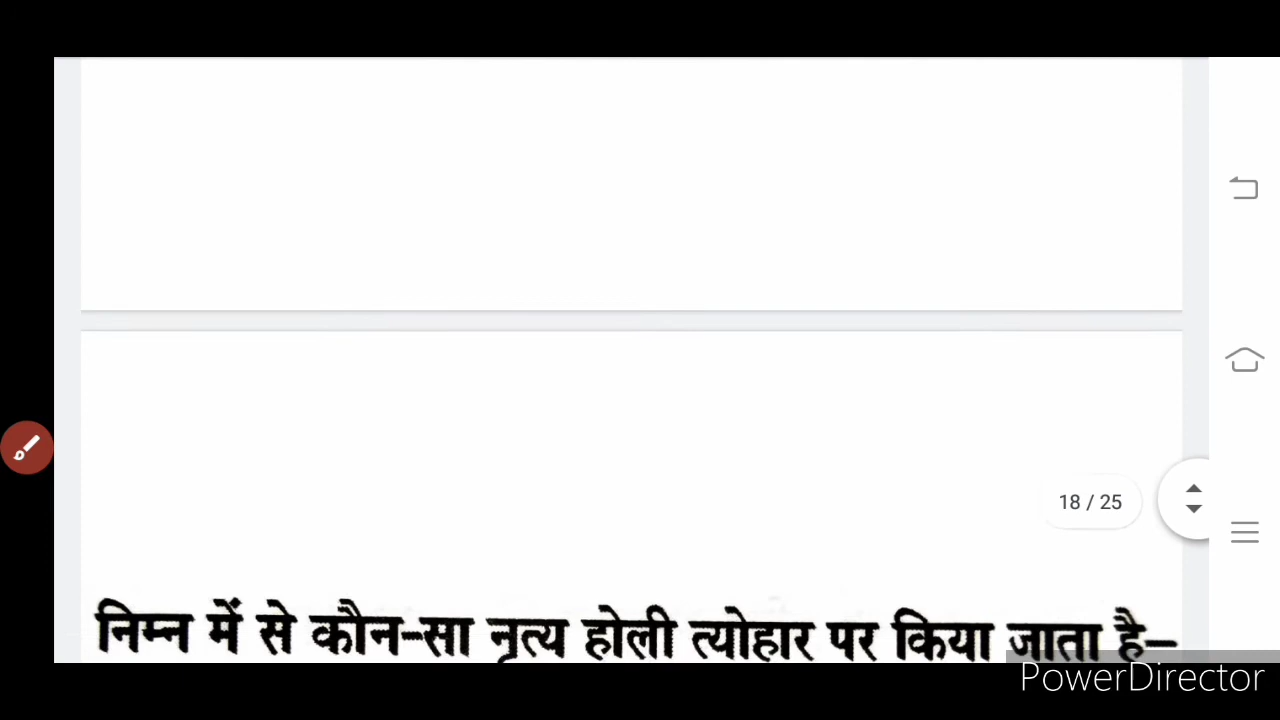 18 / 25
निम्न में से कौन-सा नृत्य होली त्योहार पर किया जाता है—
PowerDirector